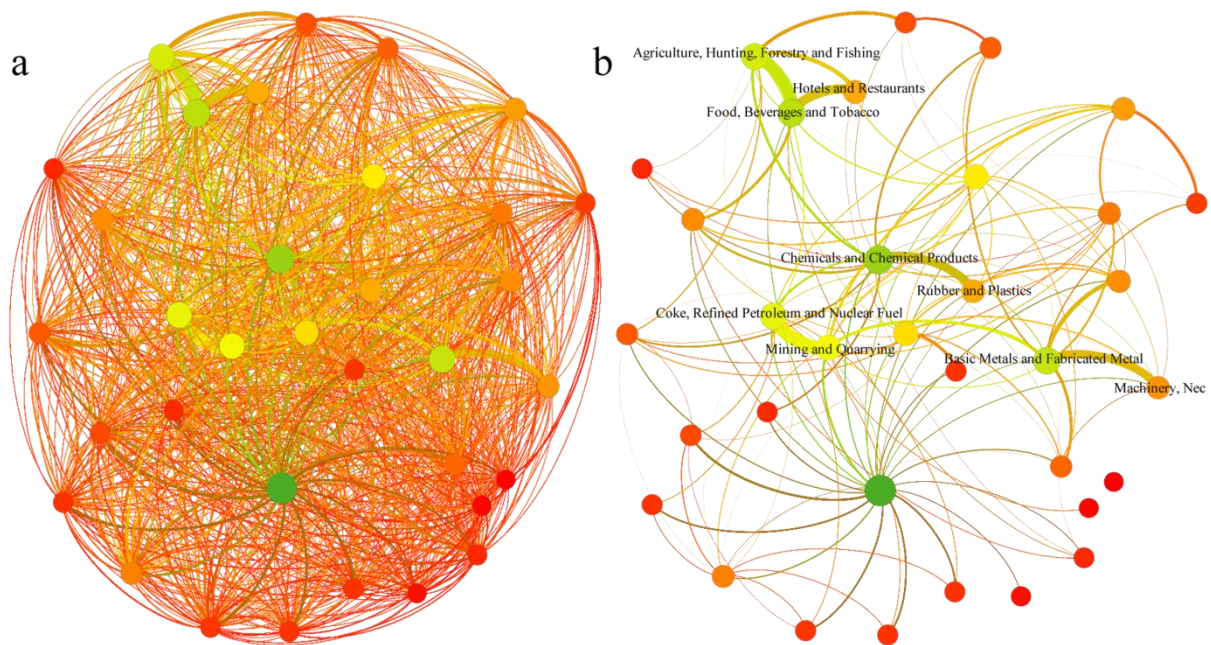 a
b
Agriculture, Hunting, Forestry and Fishing
Hotels and Restaurants
Food, Beverages and Tobacco
Chemicals and Chemical Products
Rubber and Plastics
Coke, Refined Petroleum and Nuclear Fuel
Mining and Quarrying
Basic Metals and Fabricated Metal
Machinery, Nec